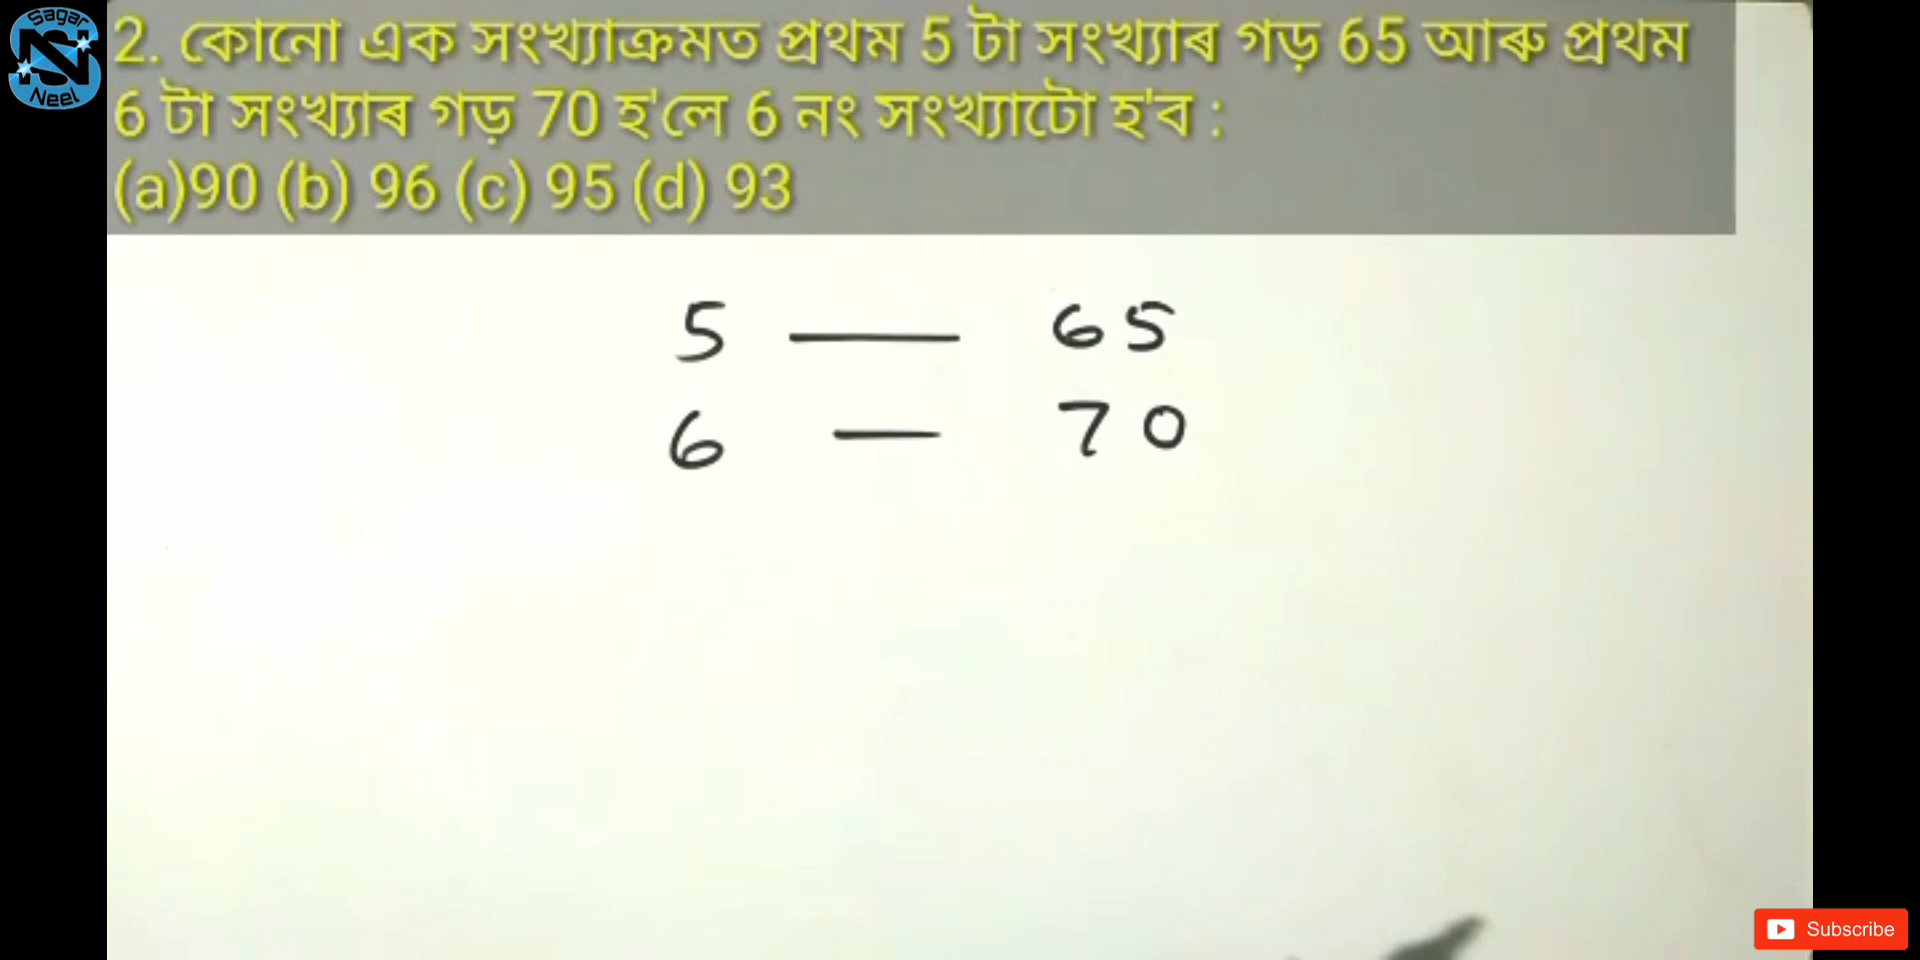 Sagar
Neel
2. কোনো এক সংখ্যাক্ৰমত প্ৰথম 5 টা সংখ্যাৰ গড় 65 আৰু প্ৰথম
6 টা সংখ্যাৰ গড় 70 হ'লে 6 নং সংখ্যাটো হ'ব :
(a)90 (b) 96 (c) 95 (d) 93
5 — 65
6 — 70
Subscribe